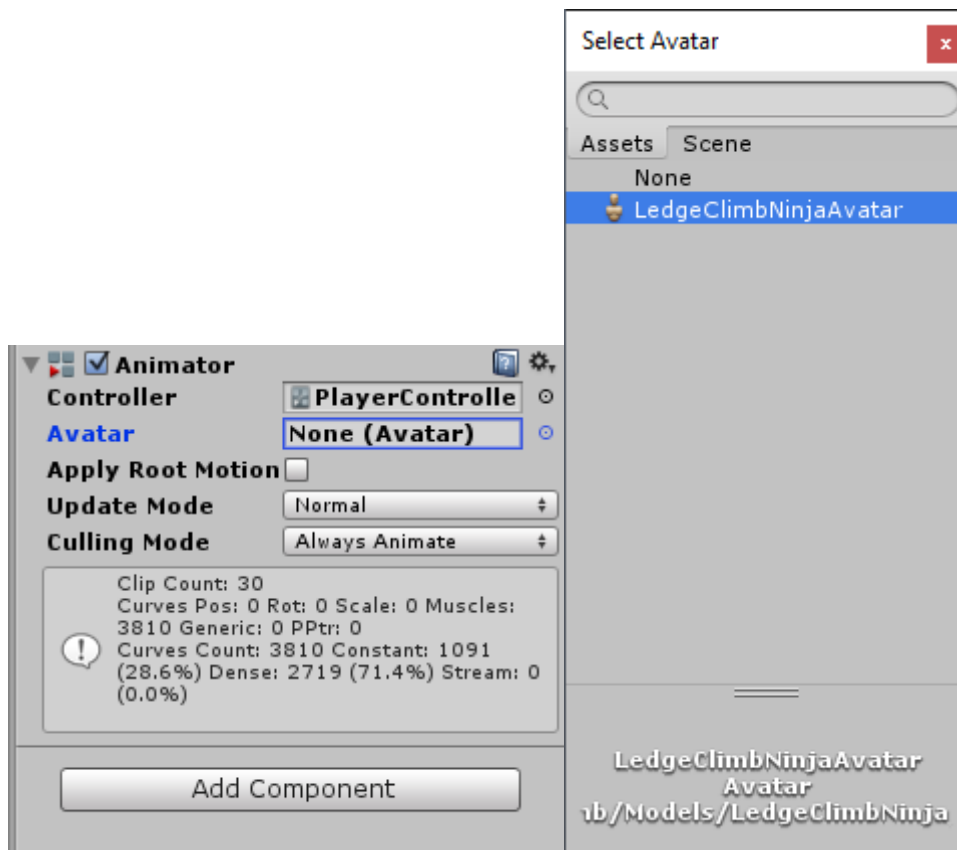 Select Avatar
x
Assets Scene
None
LedgeClimbNinjaAvatar
Animator
Controller PlayerControlle
Avatar None (Avatar)
Apply Root Motion
Update Mode Normal
Culling Mode Always Animate
Clip Count: 30
Curves Pos: 0 Rot: 0 Scale: 0 Muscles:
3810 Generic: 0 PPtr: 0
Curves Count: 3810 Constant: 1091
(28.6%) Dense: 2719 (71.4%) Stream: 0
(0.0%)
Add Component
LedgeClimbNinjaAvatar
Avatar
ıb/Models/LedgeClimbNinja